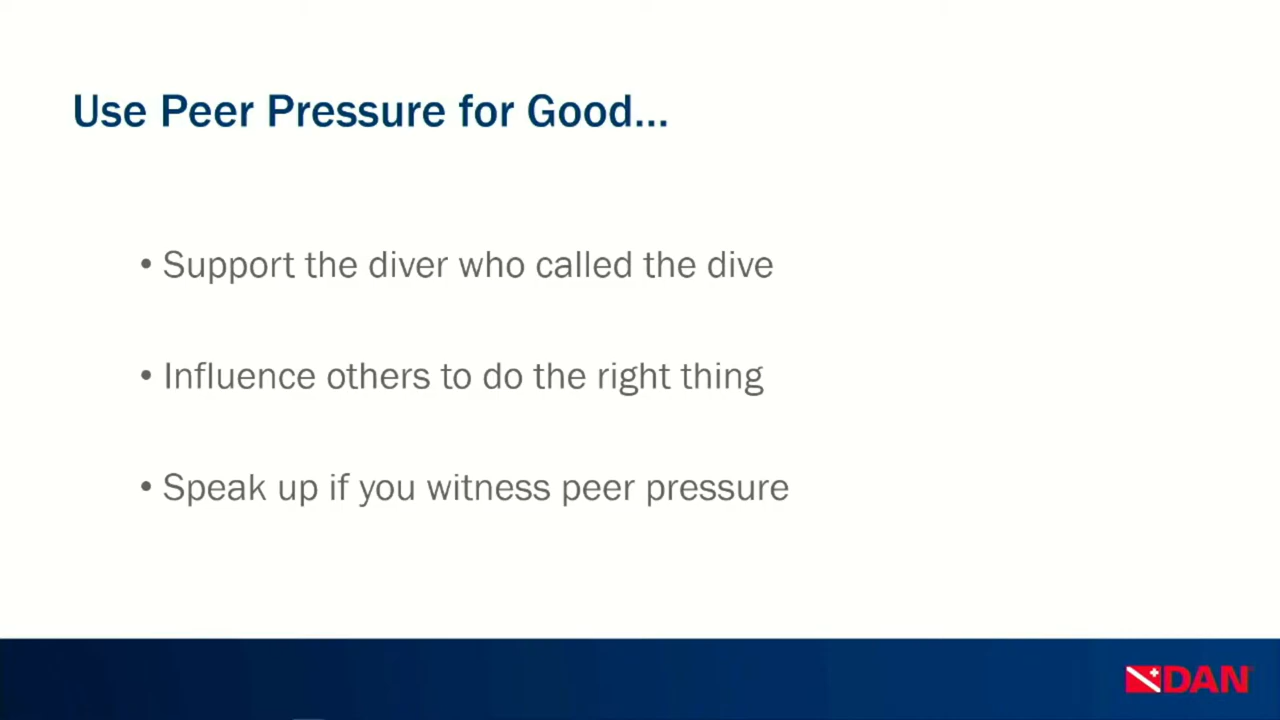 Use Peer Pressure for Good...
• Support the diver who called the dive
• Influence others to do the right thing
• Speak up if you witness peer pressure
DAN